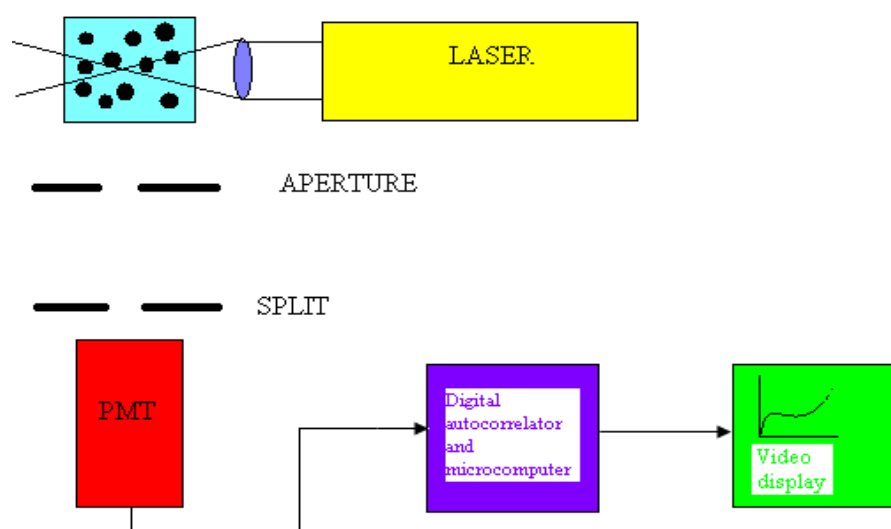 LASER
APERTURE
SPLIT
PMT
Digital
autocorrelator
and
microcomputer
Video
display